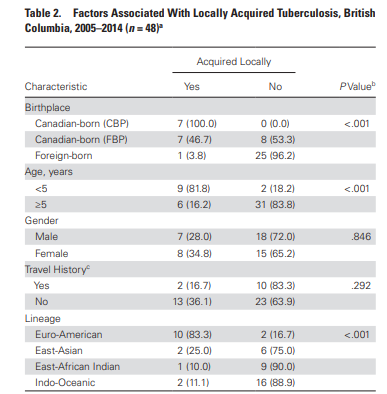 Table 2. Factors Associated With Locally Acquired Tuberculosis, British
Columbia, 2005–2014 (n = 48)a
Acquired Locally
Characteristic Yes No P Valueb
Birthplace
Canadian-born (CBP) 7 (100.0) 0 (0.0) <.001
Canadian-born (FBP) 7 (46.7) 8 (53.3)
Foreign-born 1 (3.8) 25 (96.2)
Age, years
<5 9 (81.8) 2 (18.2) <.001
≥5 6 (16.2) 31 (83.8)
Gender
Male 7 (28.0) 18 (72.0) .846
Female 8 (34.8) 15 (65.2)
Travel Historyc
Yes 2 (16.7) 10 (83.3) .292
No 13 (36.1) 23 (63.9)
Lineage
Euro-American 10 (83.3) 2 (16.7) <.001
East-Asian 2 (25.0) 6 (75.0)
East-African Indian 1 (10.0) 9 (90.0)
Indo-Oceanic 2 (11.1) 16 (88.9)